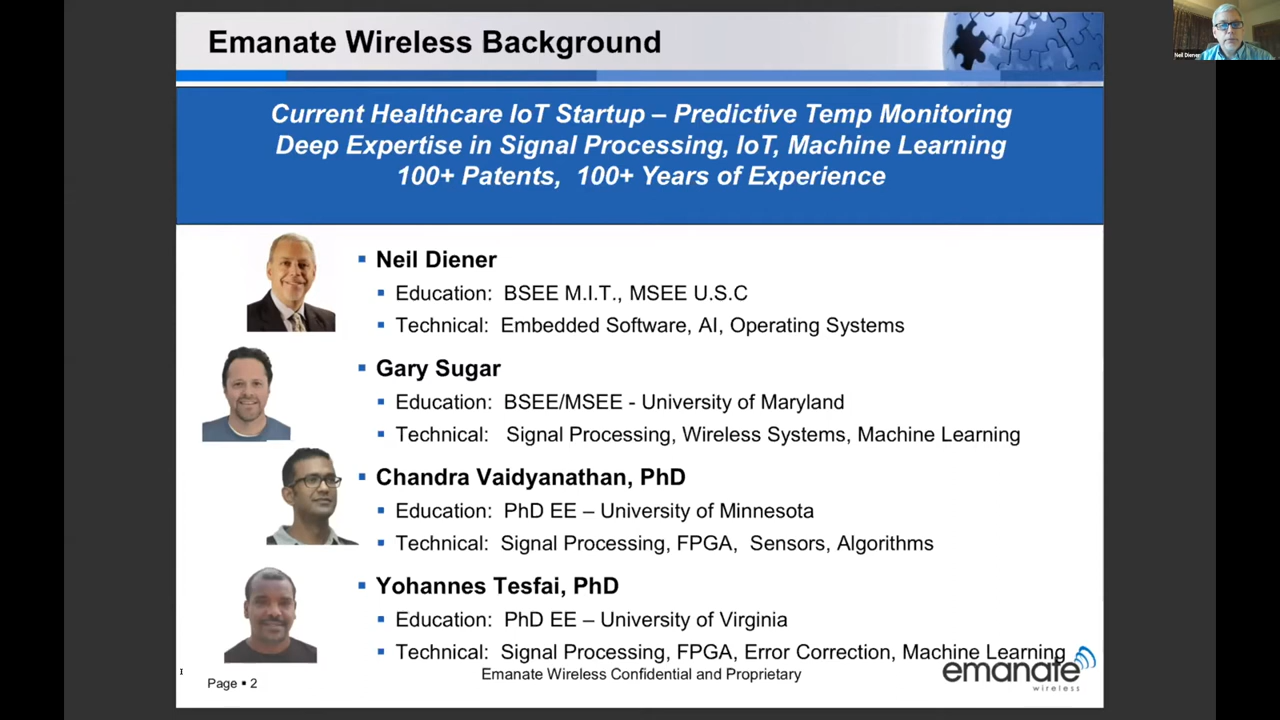 Emanate Wireless Background
Neil Diener
Current Healthcare IoT Startup – Predictive Temp Monitoring
Deep Expertise in Signal Processing, IoT, Machine Learning
100+ Patents, 100+ Years of Experience
▪ Neil Diener
▪ Education: BSEE M.I.T., MSEE U.S.C
▪ Technical: Embedded Software, AI, Operating Systems
▪ Gary Sugar
▪ Education: BSEE/MSEE - University of Maryland
▪ Technical: Signal Processing, Wireless Systems, Machine Learning
▪ Chandra Vaidyanathan, PhD
▪ Education: PhD EE – University of Minnesota
▪ Technical: Signal Processing, FPGA, Sensors, Algorithms
▪ Yohannes Tesfai, PhD
▪ Education: PhD EE – University of Virginia
▪ Technical: Signal Processing, FPGA, Error Correction, Machine Learning
Emanate Wireless Confidential and Proprietary
Page ▪ 2
emanate
wireless